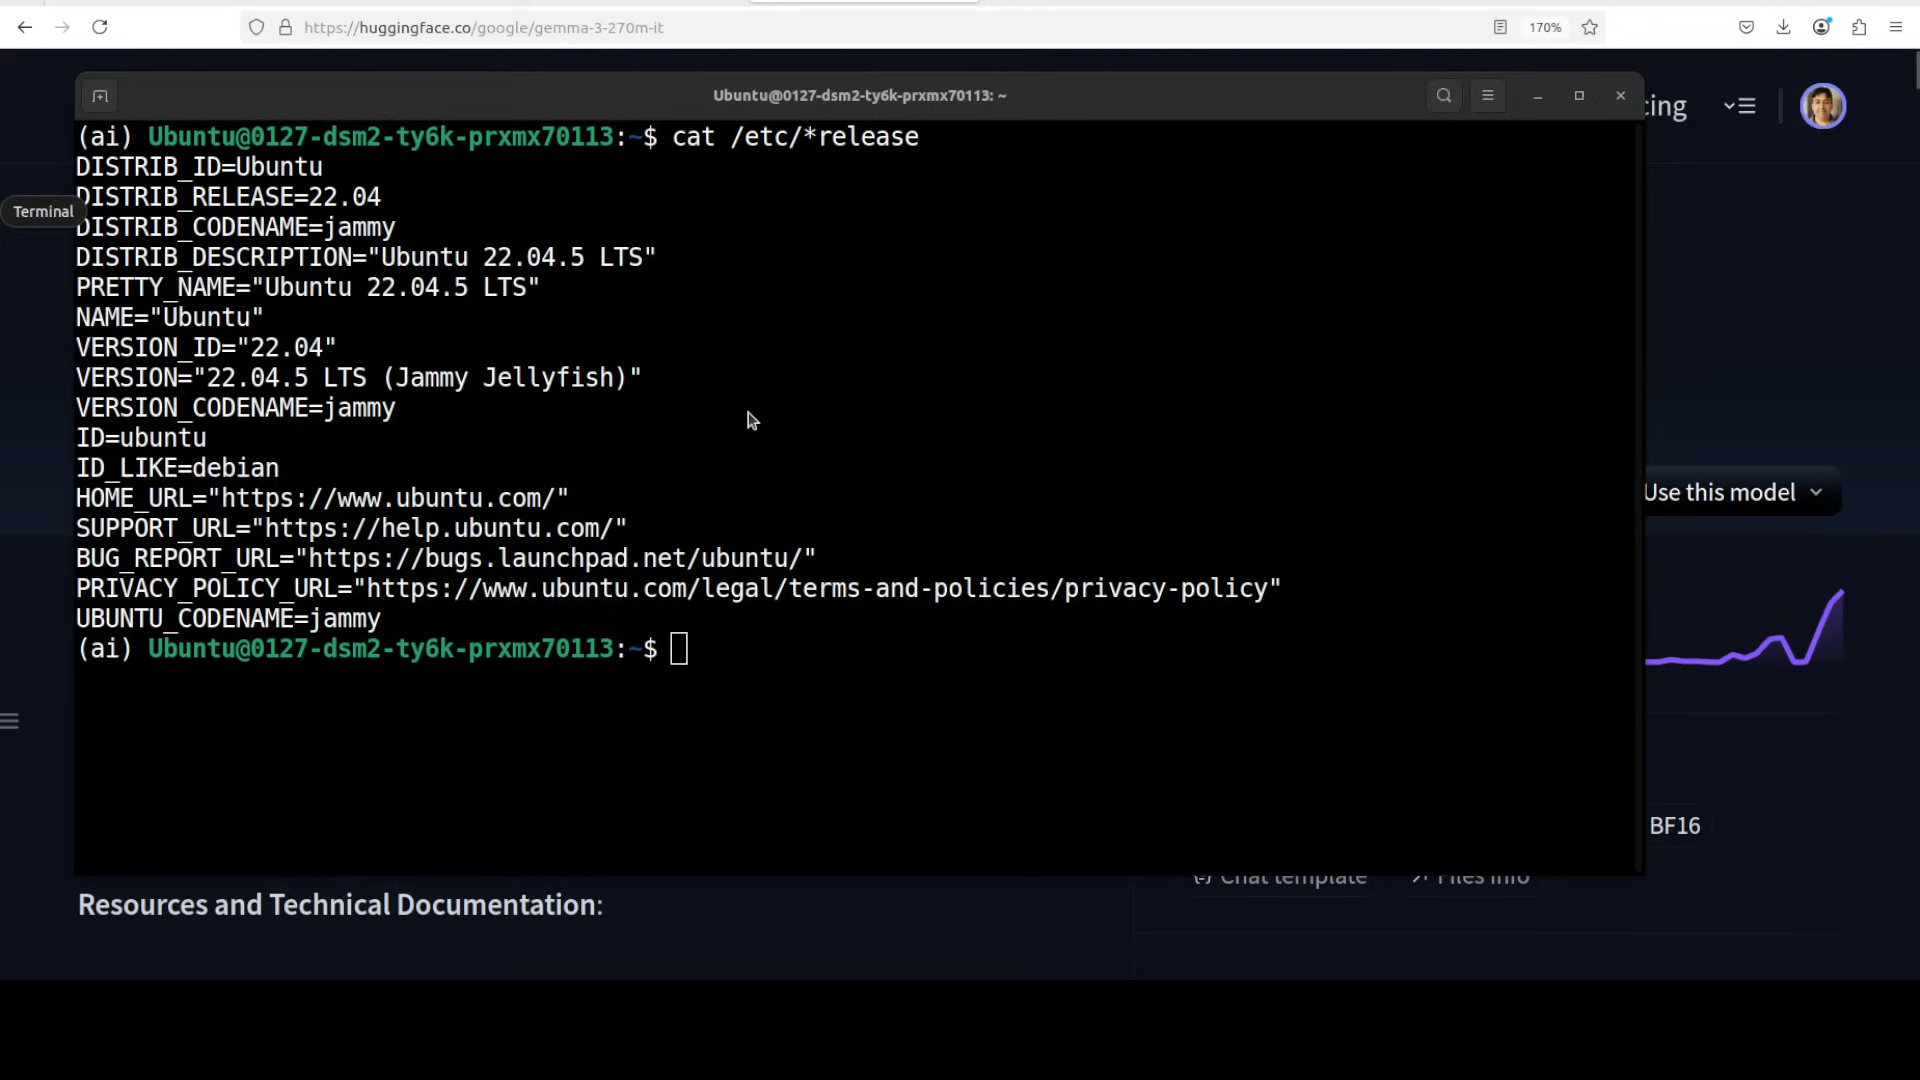 https://huggingface.co/google/gemma-3-270m-it
170%
Ubuntu@0127-dsm2-ty6k-prxmx70113: ~
cing
(ai) Ubuntu@0127-dsm2-ty6k-prxmx70113:~$ cat /etc/*release
DISTRIB_ID=Ubuntu
DISTRIB_RELEASE=22.04
Terminal
DISTRIB_CODENAME=jammy
DISTRIB_DESCRIPTION="Ubuntu 22.04.5 LTS"
PRETTY_NAME="Ubuntu 22.04.5 LTS"
NAME="Ubuntu"
VERSION_ID="22.04"
VERSION="22.04.5 LTS (Jammy Jellyfish)"
VERSION_CODENAME=jammy
ID=ubuntu
ID_LIKE=debian
HOME_URL="https://www.ubuntu.com/"
Use this model
SUPPORT_URL="https://help.ubuntu.com/"
BUG_REPORT_URL="https://bugs.launchpad.net/ubuntu/"
PRIVACY_POLICY_URL="https://www.ubuntu.com/legal/terms-and-policies/privacy-policy"
UBUNTU_CODENAME=jammy
(ai) Ubuntu@0127-dsm2-ty6k-prxmx70113:~$
BF16
Chat template
Files info
Resources and Technical Documentation: